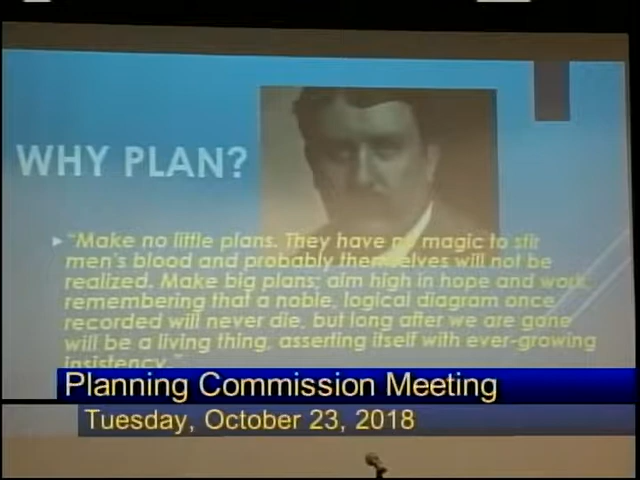 WHY PLAN?
"Make no little plans. They have no magic to stir
men's blood and probably themselves will not be
realized. Make big plans; aim high in hope and work,
remembering that a noble, logical diagram once
recorded will never die, but long after we are gone
will be a living thing, asserting itself with ever-growing
insistency."
Planning Commission Meeting
Tuesday, October 23, 2018